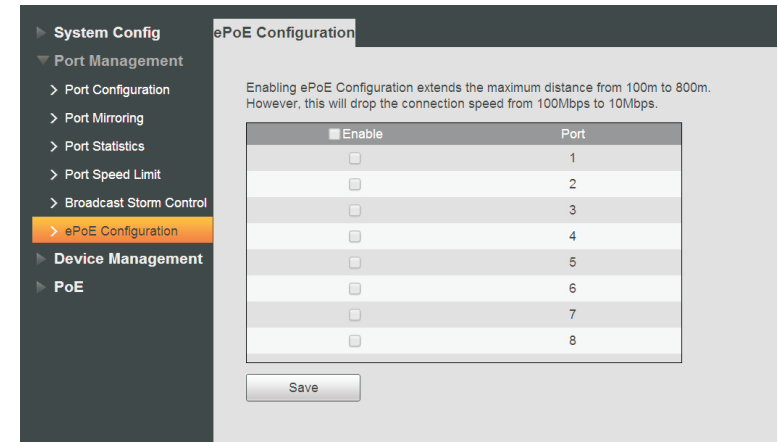 System Config
Port Management
Port Configuration
Port Mirroring
Port Statistics
Port Speed Limit
Broadcast Storm Control
ePoE Configuration
Device Management
PoE
ePoE Configuration
Enabling ePoE Configuration extends the maximum distance from 100m to 800m.
However, this will drop the connection speed from 100Mbps to 10Mbps.
Enable Port
1
2
3
4
5
6
7
8
Save